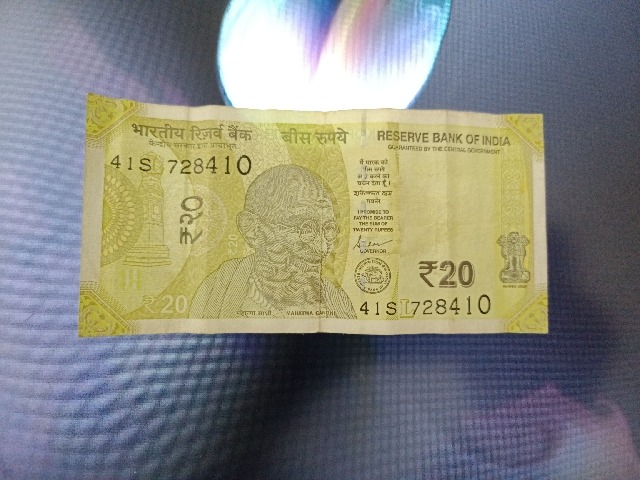 भारतीय रिज़र्व बैंक
बीस रुपये
RESERVE BANK OF INDIA
केन्द्रीय सरकार द्वारा प्रत्याभूत
GUARANTEED BY THE CENTRAL GOVERNMENT
41S 728410
₹२०
20
मैं धारक को
बीस रुपये
अदा करने का
वचन देता हूँ।
I PROMISE TO
PAY THE BEARER
THE SUM OF
TWENTY RUPEES
GOVERNOR
₹20
₹20
महात्मा गांधी
MAHATMA GANDHI
41S 728410